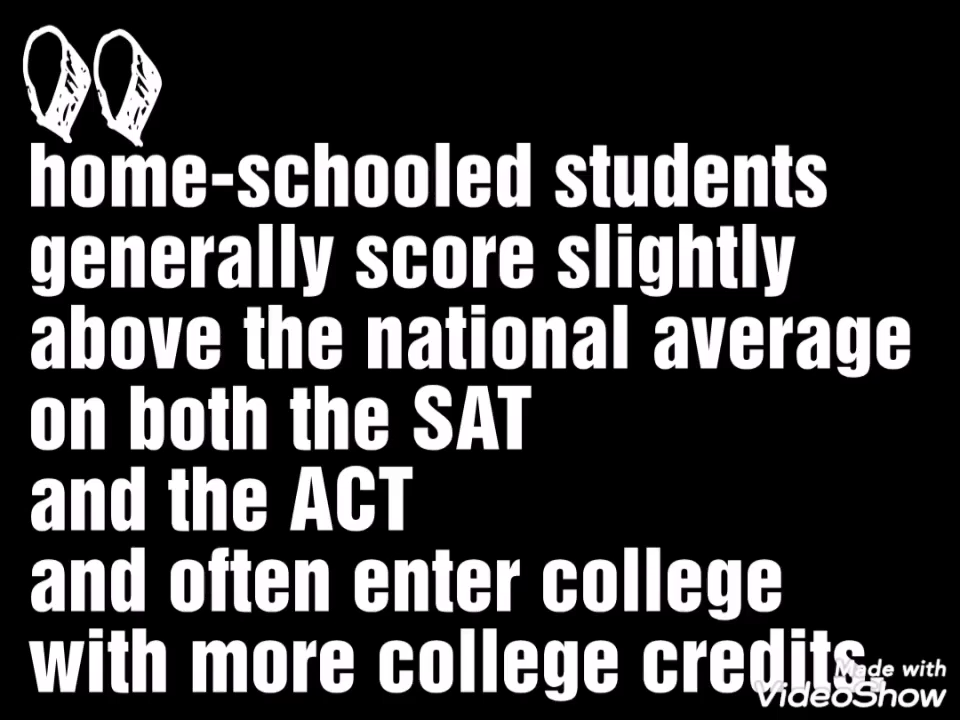 home-schooled students
generally score slightly
above the national average
on both the SAT
and the ACT
and often enter college
with more college credits.
Made with
VideoShow